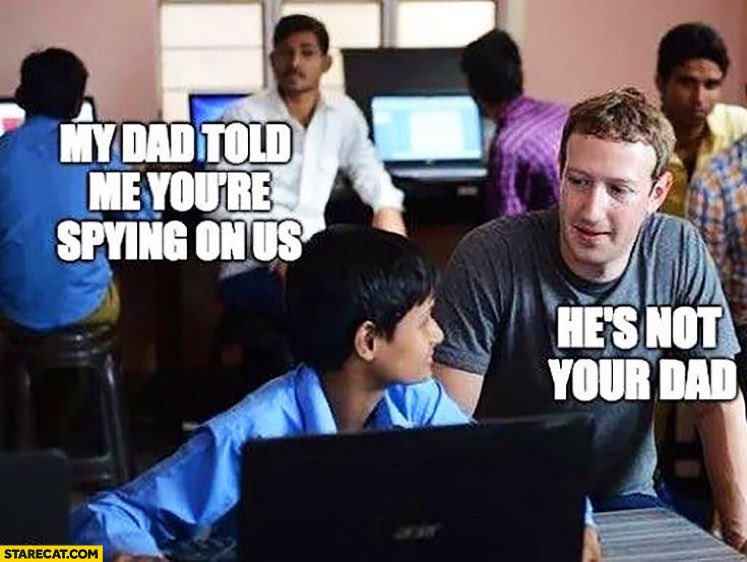 MY DAD TOLD
ME YOU'RE
SPYING ON US
HE'S NOT
YOUR DAD
acer
STARECAT.COM